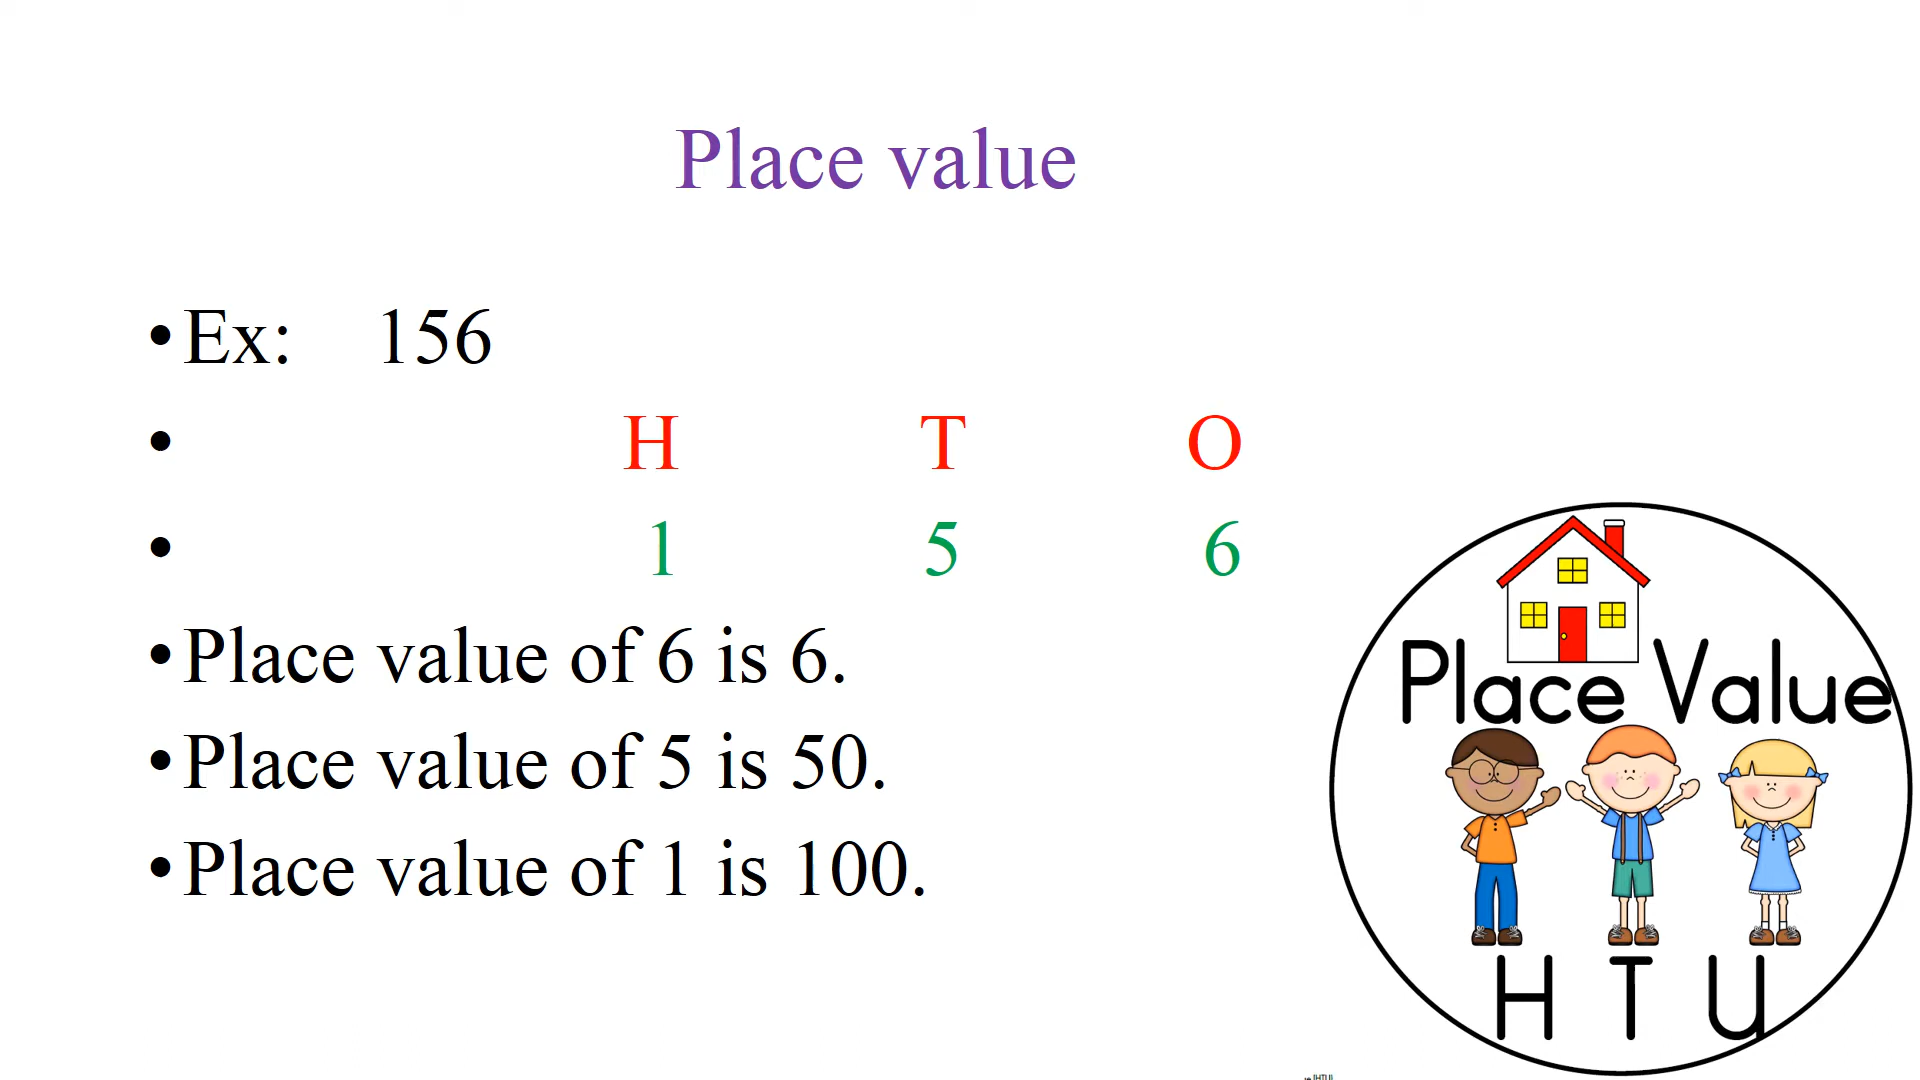 Place value
•Ex: 156
• H T O
• 1 5 6
•Place value of 6 is 6.
•Place value of 5 is 50.
•Place value of 1 is 100.
Place Value
H T U